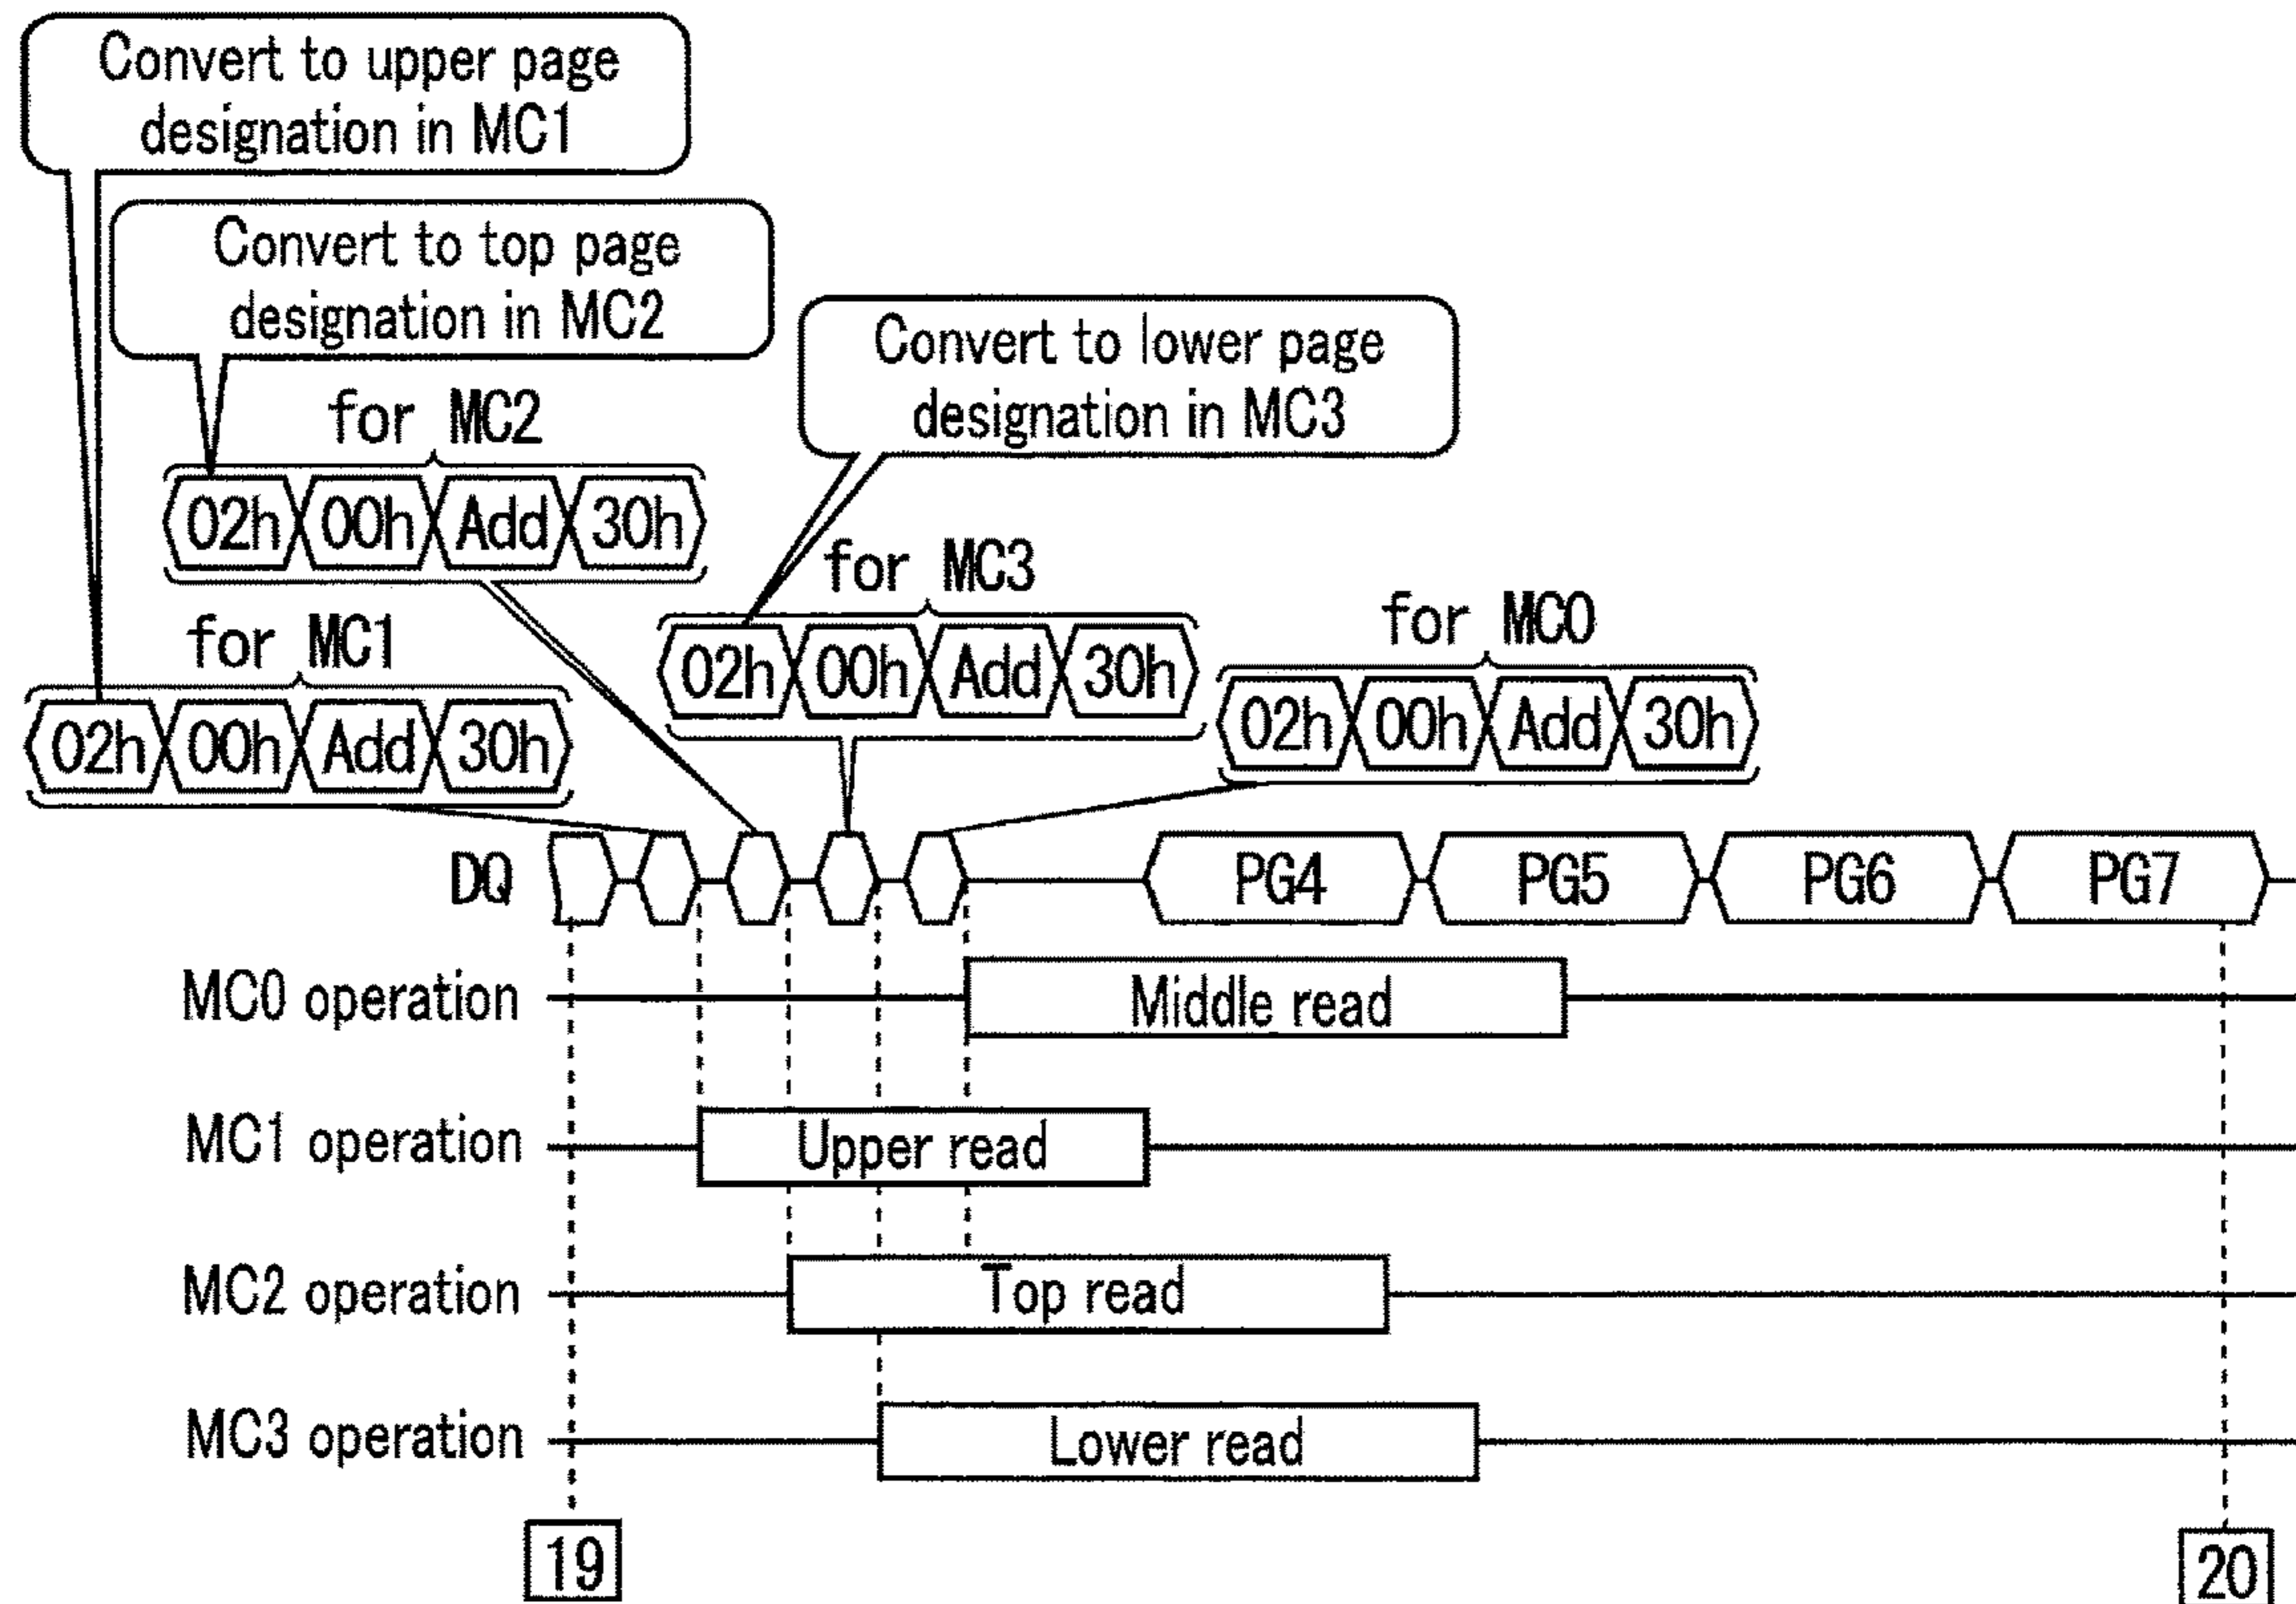 Convert to upper page
designation in MC1
Convert to top page
designation in MC2
Convert to lower page
designation in MC3
for MC2
02h 00h Add 30h
for MC3
02h 00h Add 30h
for MC0
02h 00h Add 30h
for MC1
02h 00h Add 30h
DQ PG4 PG5 PG6 PG7
MC0 operation Middle read
MC1 operation Upper read
MC2 operation Top read
MC3 operation Lower read
19 20